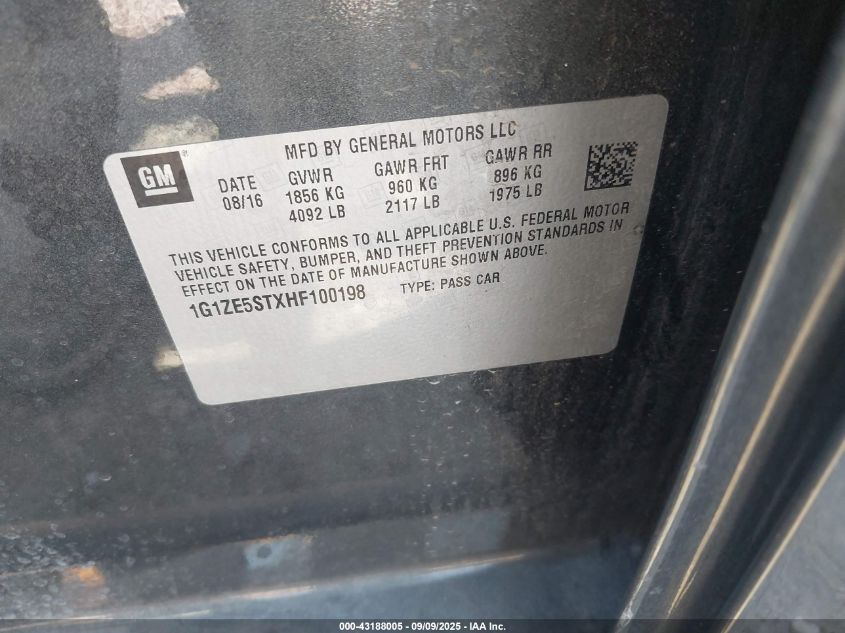 GM
MFD BY GENERAL MOTORS LLC
DATE GVWR GAWR FRT GAWR RR
08/16 1856 KG 960 KG 896 KG
4092 LB 2117 LB 1975 LB
THIS VEHICLE CONFORMS TO ALL APPLICABLE U.S. FEDERAL MOTOR
VEHICLE SAFETY, BUMPER, AND THEFT PREVENTION STANDARDS IN
EFFECT ON THE DATE OF MANUFACTURE SHOWN ABOVE.
1G1ZE5STXHF100198 TYPE: PASS CAR
000-43188005 - 09/09/2025 - IAA Inc.